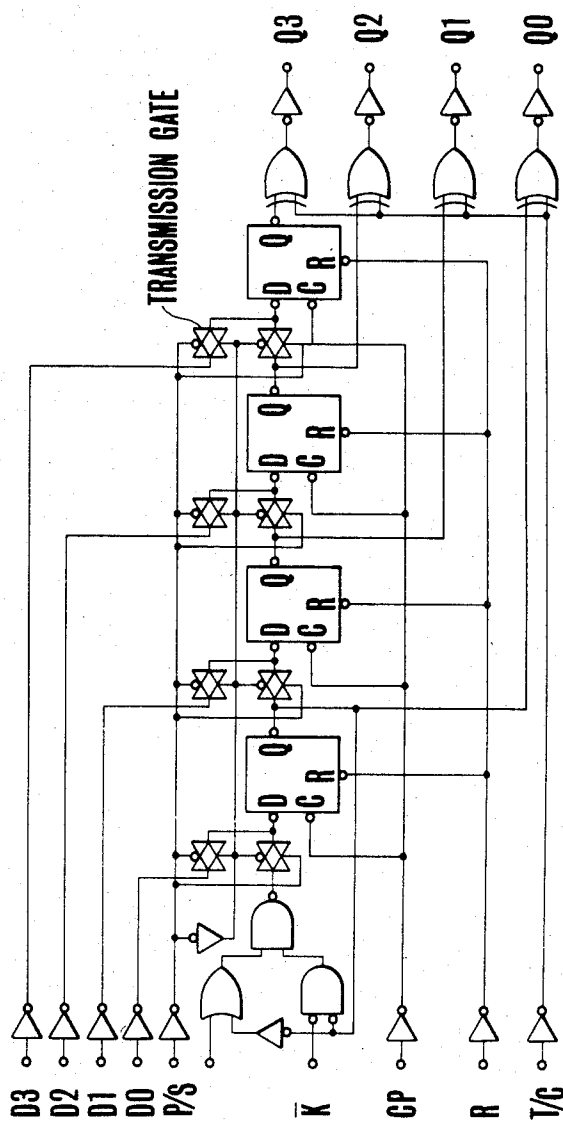 Q3
Q2
Q1
Q0
TRANSMISSION GATE
Q
D
C
R
Q
D
C
R
Q
D
C
R
Q
D
C
R
D3
D2
D1
D0
P/S
K̅
CP
R
T/C